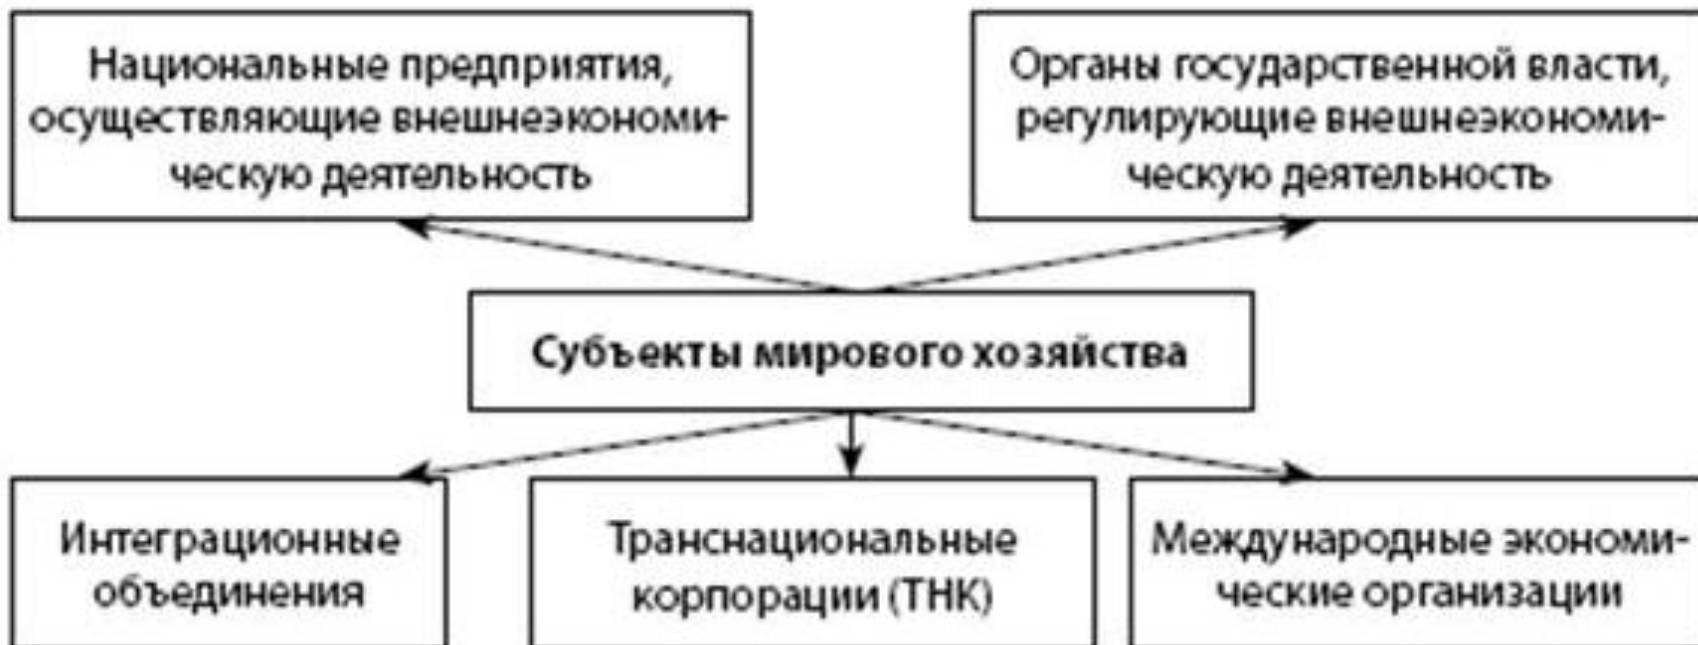 Национальные предприятия,
осуществляющие внешнеэкономи-
ческую деятельность
Органы государственной власти,
регулирующие внешнеэкономи-
ческую деятельность
Субъекты мирового хозяйства
Интеграционные
объединения
Транснациональные
корпорации (ТНК)
Международные экономи-
ческие организации